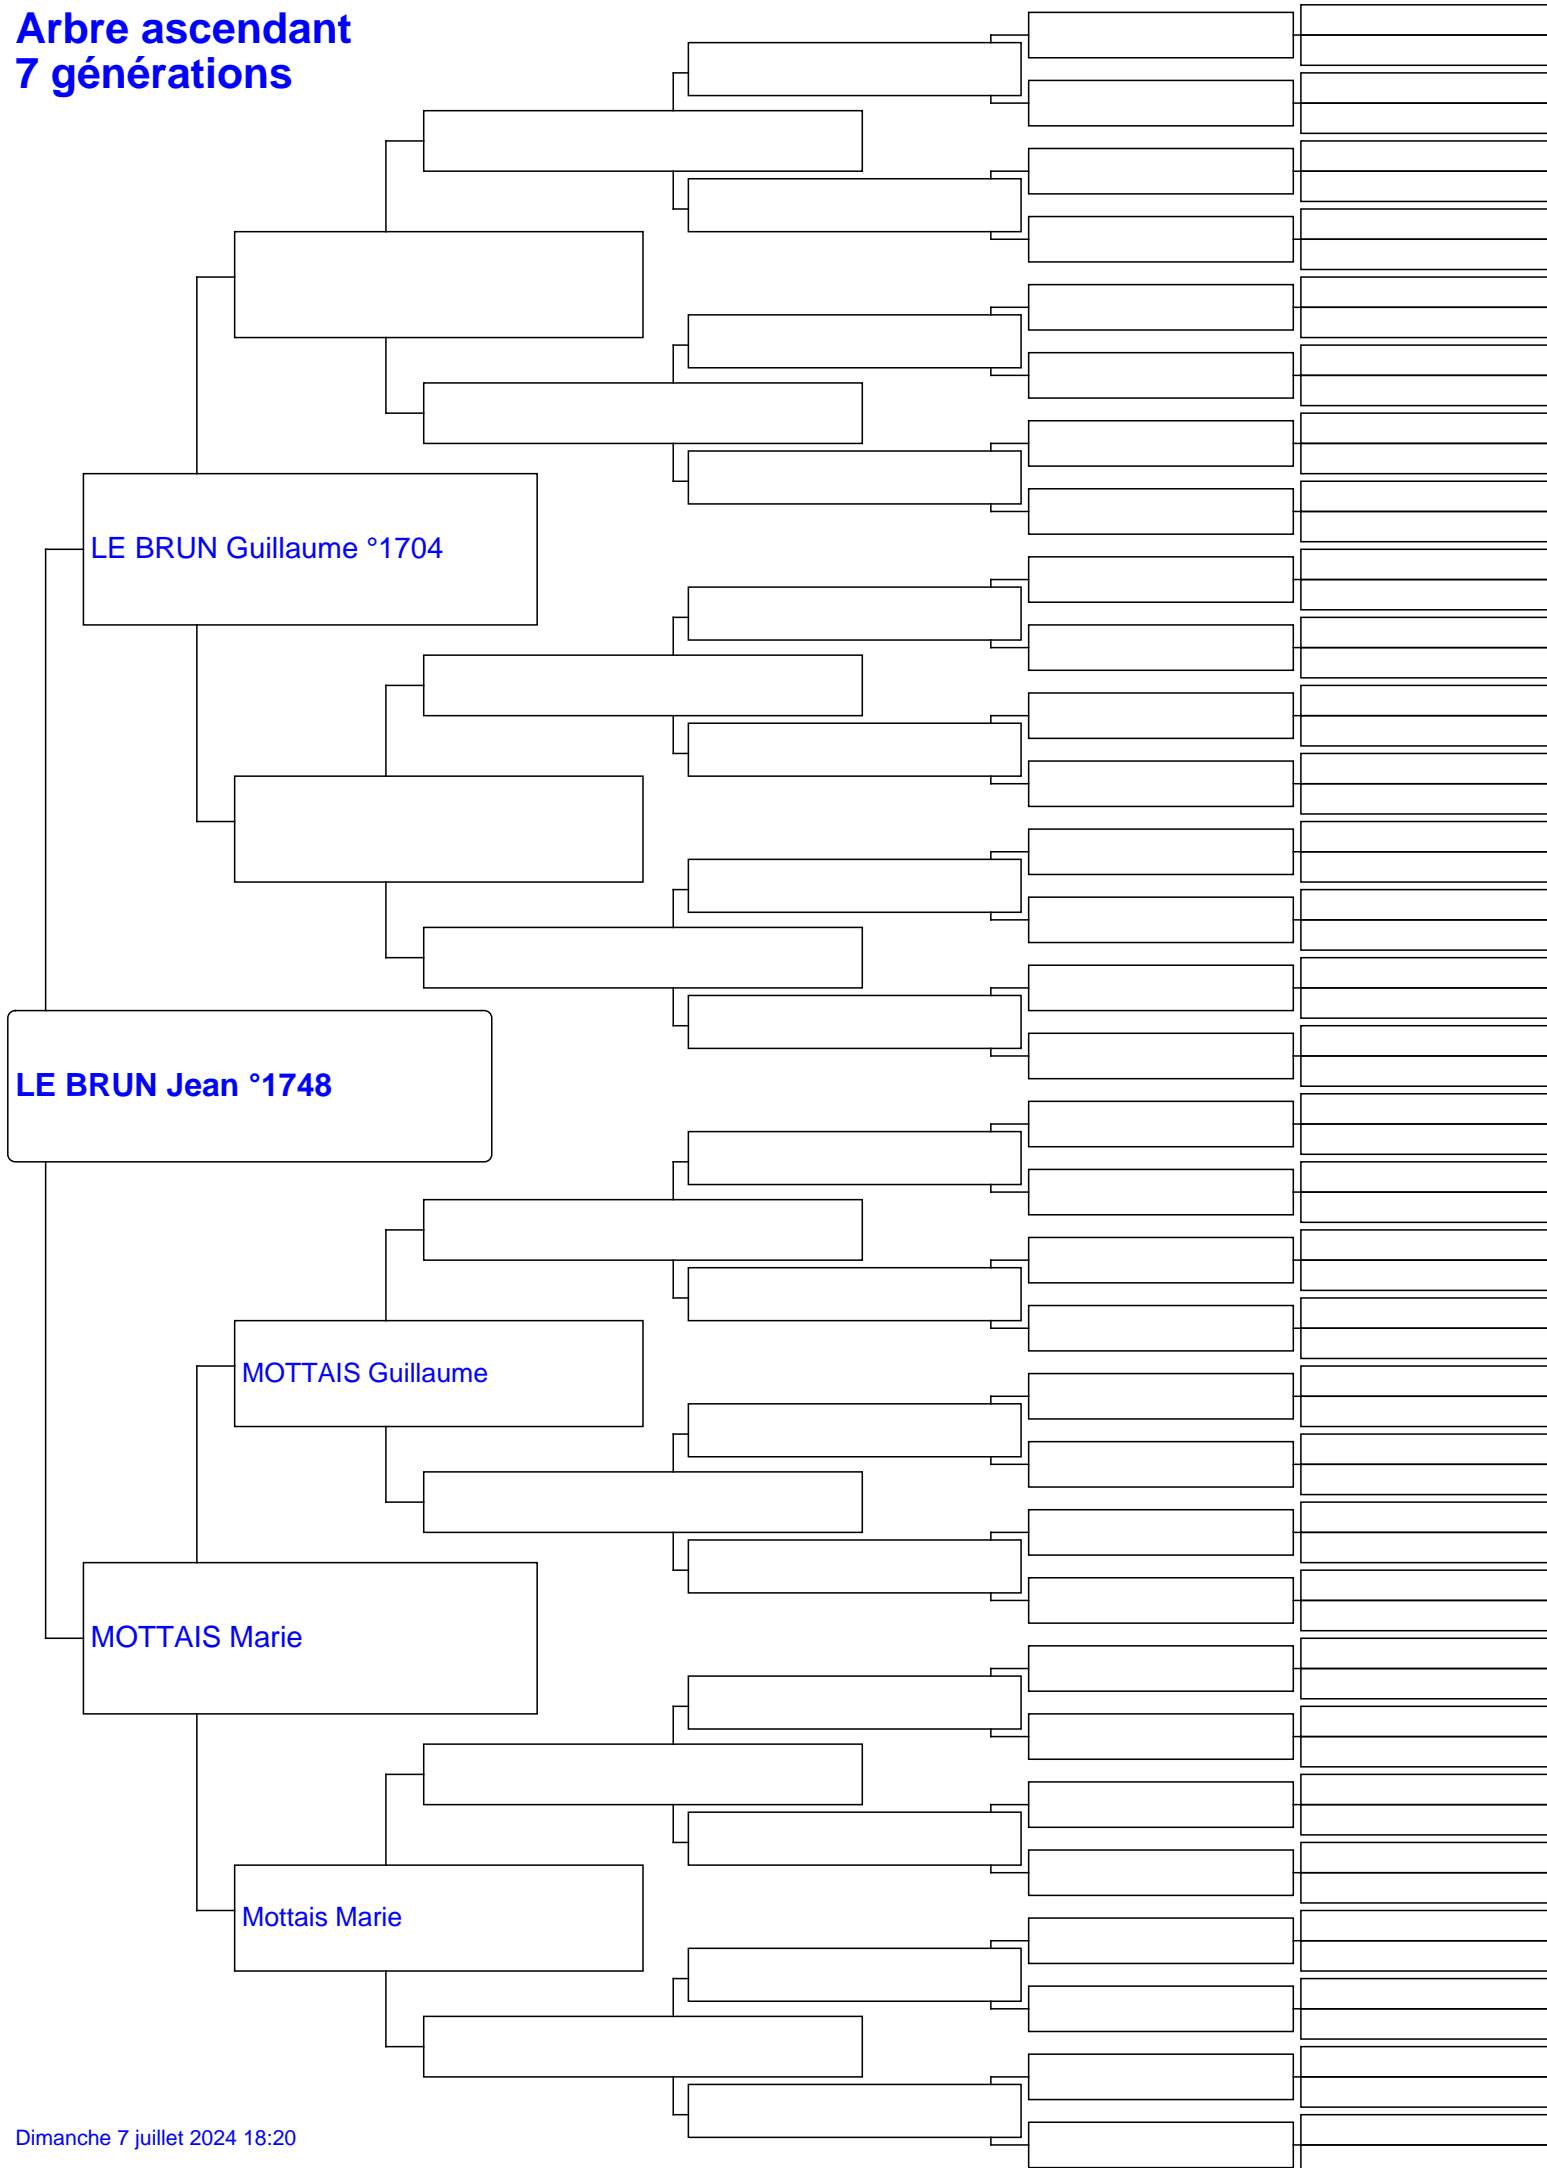 Arbre ascendant
7 générations
LE BRUN Guillaume °1704
LE BRUN Jean °1748
MOTTAIS Guillaume
MOTTAIS Marie
Mottais Marie
Dimanche 7 juillet 2024 18:20